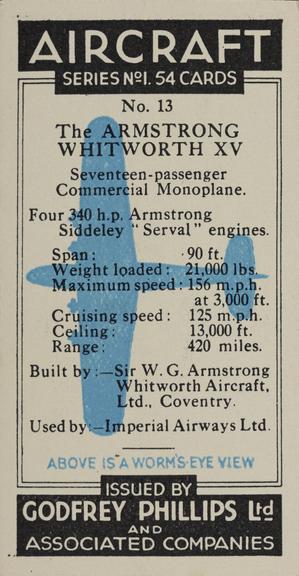 AIRCRAFT
SERIES Nº1. 54 CARDS
No. 13
The ARMSTRONG
WHITWORTH XV
Seventeen-passenger
Commercial Monoplane.
Four 340 h.p. Armstrong
Siddeley "Serval" engines.
Span: 90 ft.
Weight loaded: 21,000 lbs.
Maximum speed: 156 m.p.h.
at 3,000 ft.
Cruising speed: 125 m.p.h.
Ceiling: 13,000 ft.
Range: 420 miles.
Built by:—Sir W. G. Armstrong
Whitworth Aircraft,
Ltd., Coventry.
Used by:—Imperial Airways Ltd.
ABOVE IS A WORM'S-EYE VIEW
ISSUED BY
GODFREY PHILLIPS Ltd
AND
ASSOCIATED COMPANIES